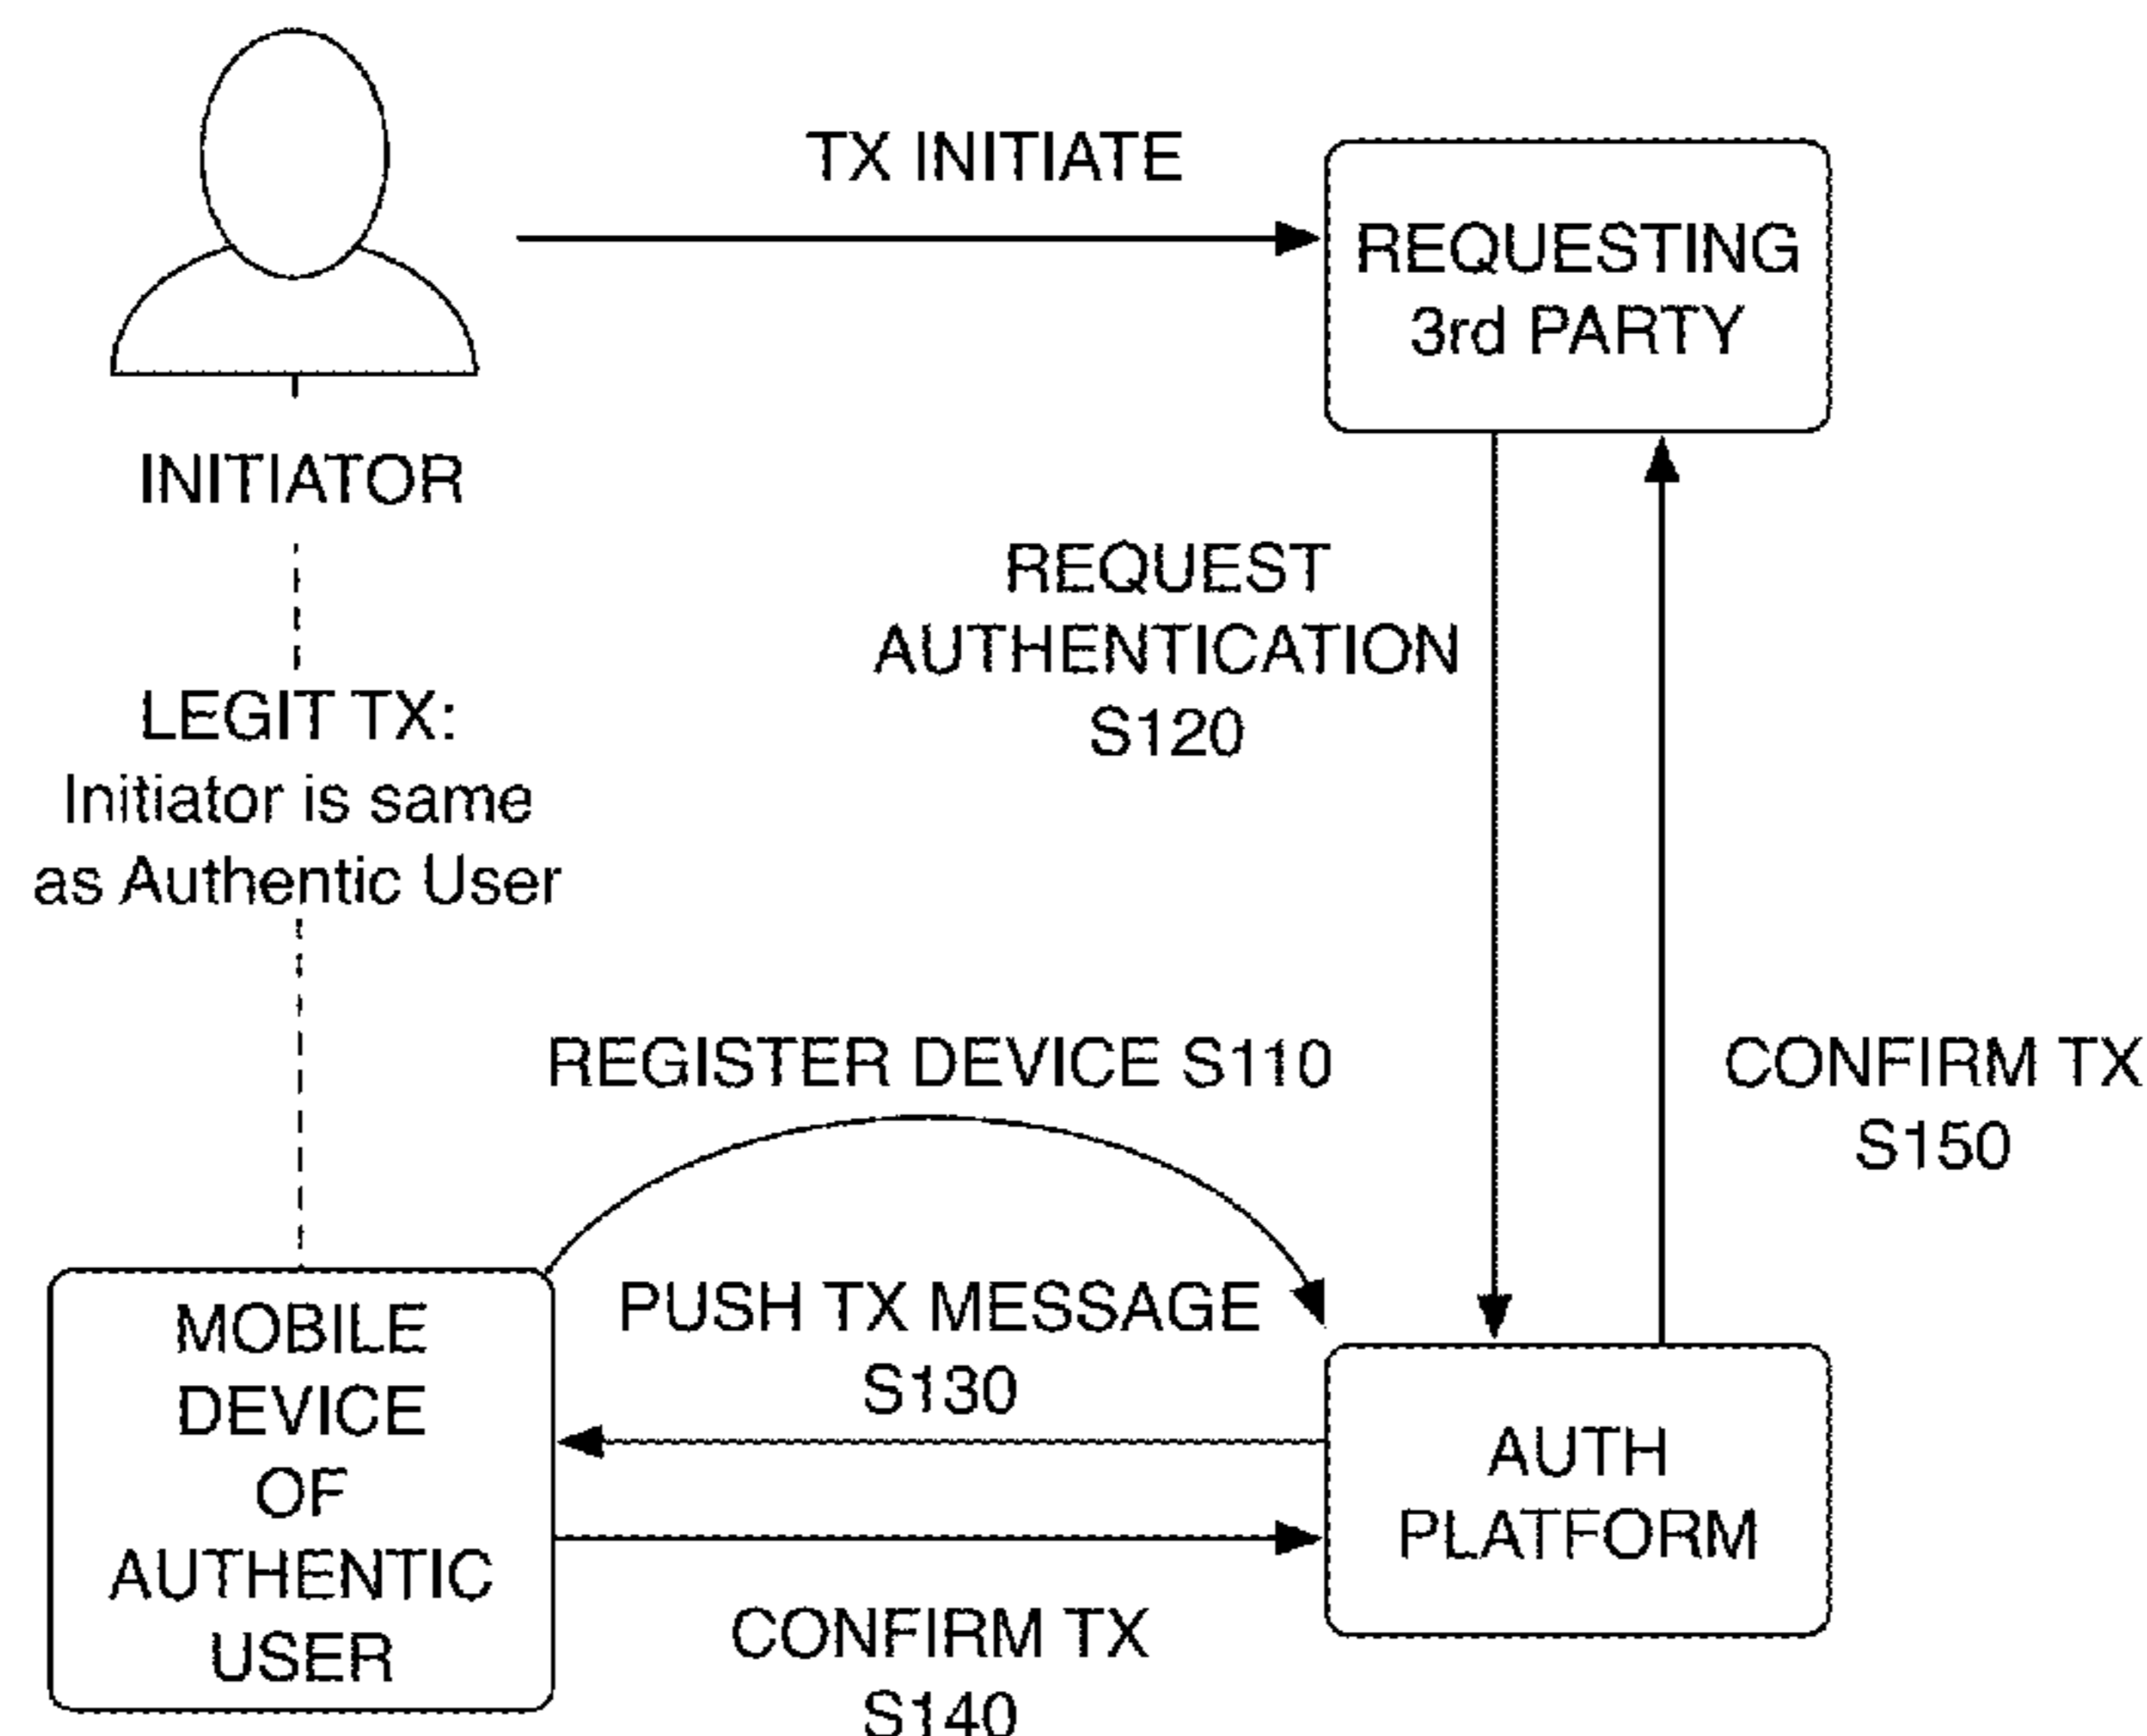 TX INITIATE
REQUESTING
3rd PARTY
INITIATOR
REQUEST
AUTHENTICATION
S120
LEGIT TX:
Initiator is same
as Authentic User
REGISTER DEVICE S110
CONFIRM TX
S150
PUSH TX MESSAGE
S130
MOBILE
DEVICE
OF
AUTHENTIC
USER
AUTH
PLATFORM
CONFIRM TX
S140